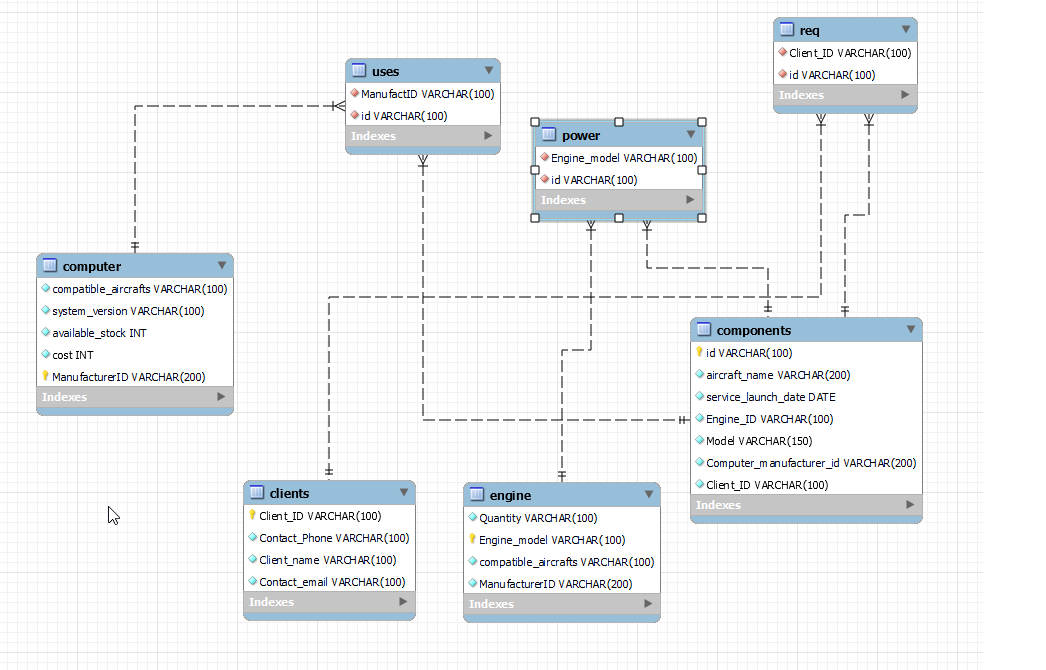 req
Client_ID VARCHAR(100)
id VARCHAR(100)
Indexes
uses
ManufactID VARCHAR(100)
id VARCHAR(100)
Indexes
power
Engine_model VARCHAR(100)
id VARCHAR(100)
Indexes
computer
compatible_aircrafts VARCHAR(100)
system_version VARCHAR(100)
available_stock INT
cost INT
ManufacturerID VARCHAR(200)
Indexes
components
id VARCHAR(100)
aircraft_name VARCHAR(200)
service_launch_date DATE
Engine_ID VARCHAR(100)
Model VARCHAR(150)
Computer_manufacturer_id VARCHAR(200)
Client_ID VARCHAR(100)
Indexes
clients
Client_ID VARCHAR(100)
Contact_Phone VARCHAR(100)
Client_name VARCHAR(100)
Contact_email VARCHAR(100)
Indexes
engine
Quantity VARCHAR(100)
Engine_model VARCHAR(100)
compatible_aircrafts VARCHAR(100)
ManufacturerID VARCHAR(200)
Indexes